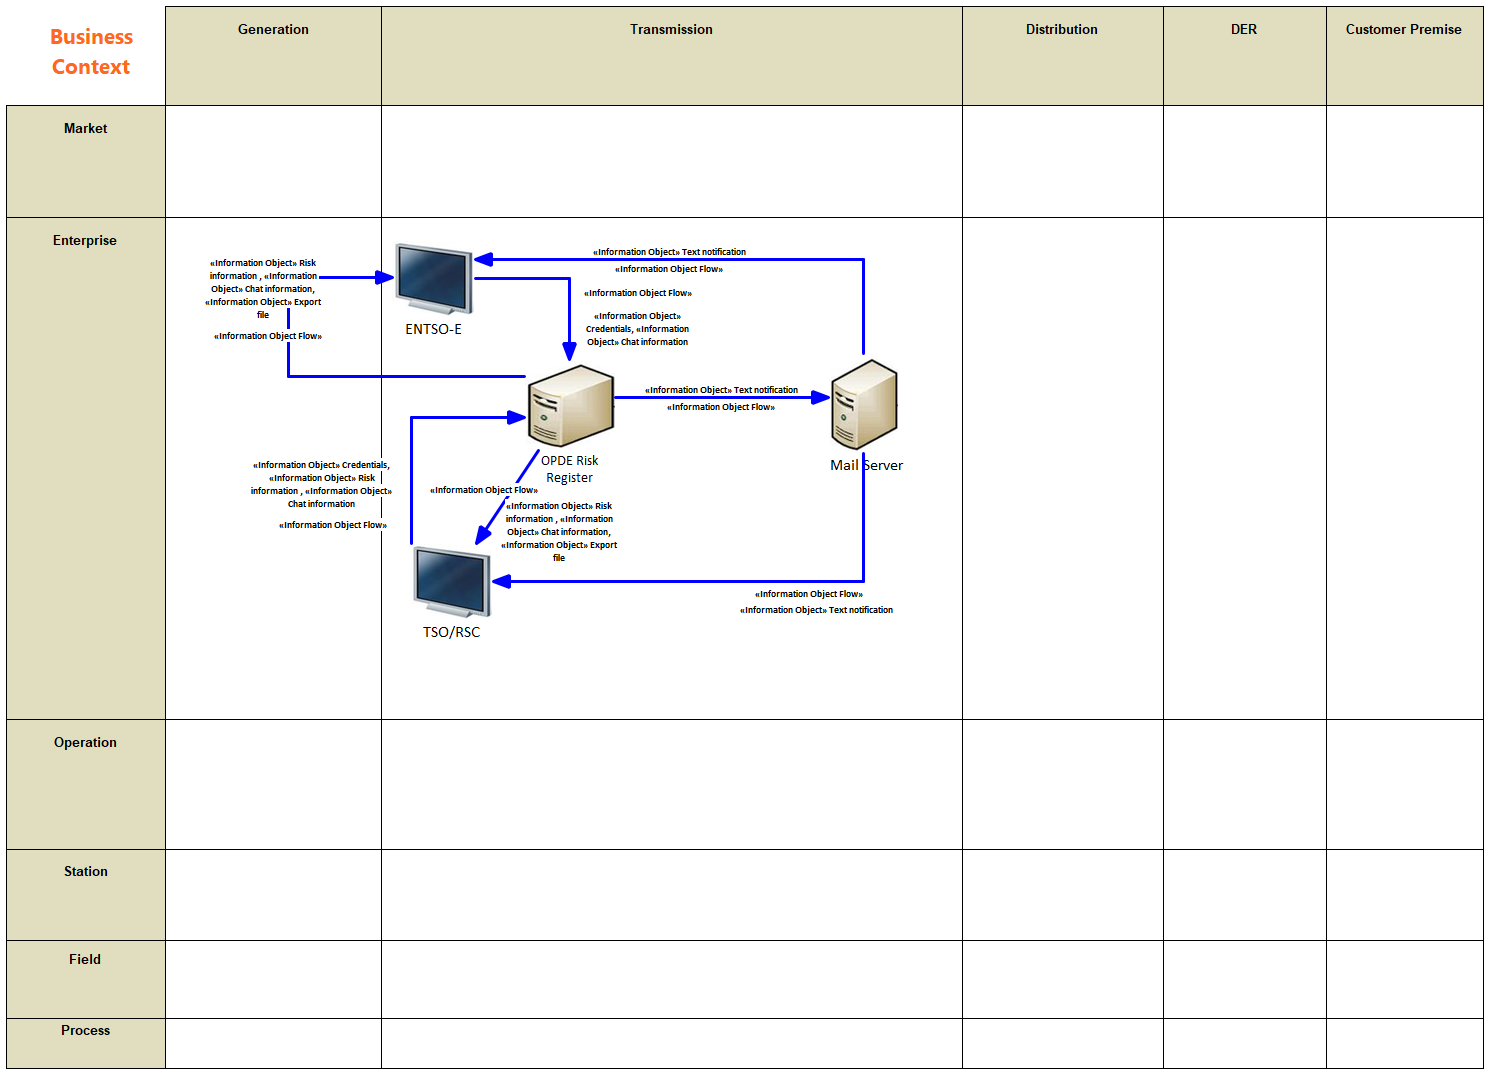 Business
Context
Generation
Transmission
Distribution
DER
Customer Premise
Market
Enterprise
«Information Object» Risk
information , «Information
Object» Chat information,
«Information Object» Export
file
«Information Object Flow»
ENTSO-E
«Information Object» Text notification
«Information Object Flow»
«Information Object Flow»
«Information Object»
Credentials, «Information
Object» Chat information
«Information Object» Text notification
«Information Object Flow»
OPDE Risk
Register
Mail Server
«Information Object» Credentials,
«Information Object» Risk
information , «Information Object»
Chat information
«Information Object Flow»
«Information Object Flow»
«Information Object» Risk
information , «Information
Object» Chat information,
«Information Object» Export
file
TSO/RSC
«Information Object Flow»
«Information Object» Text notification
Operation
Station
Field
Process